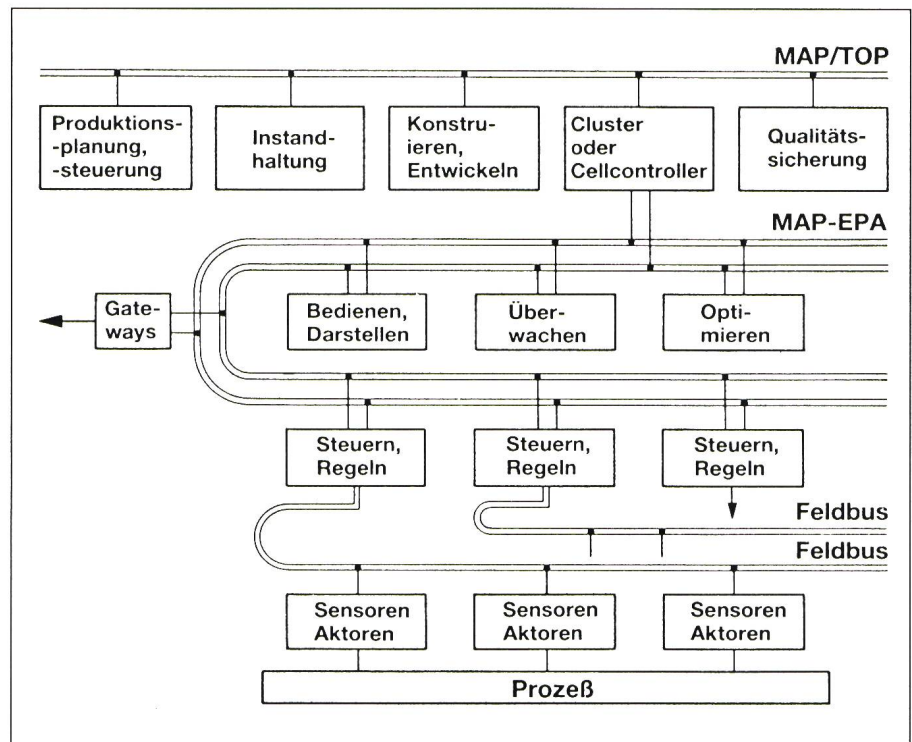 MAP/TOP
Produktions-
-planung,
-steuerung
Instand-
haltung
Konstru-
ieren,
Entwickeln
Cluster
oder
Cellcontroller
Qualitäts-
sicherung
MAP-EPA
Gate-
ways
Bedienen,
Darstellen
Über-
wachen
Opti-
mieren
Steuern,
Regeln
Steuern,
Regeln
Steuern,
Regeln
Feldbus
Feldbus
Sensoren
Aktoren
Sensoren
Aktoren
Sensoren
Aktoren
Prozeß